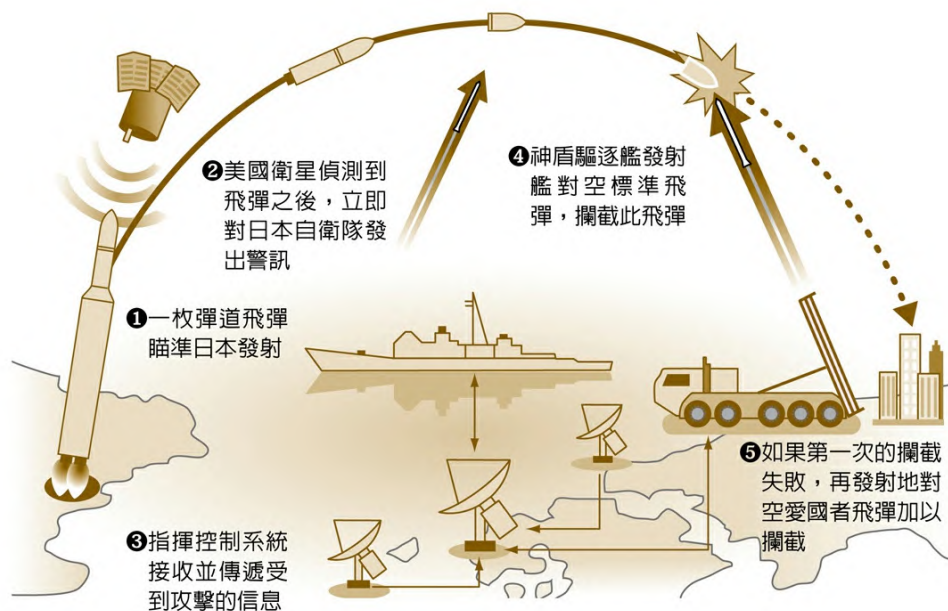 ❶一枚彈道飛彈
瞄準日本發射
❷美國衛星偵測到
飛彈之後，立即
對日本自衛隊發
出警訊
❸指揮控制系統
接收並傳遞受
到攻擊的信息
❹神盾驅逐艦發射
艦對空標準飛
彈，攔截此飛彈
❺如果第一次的攔截
失敗，再發射地對
空愛國者飛彈加以
攔截